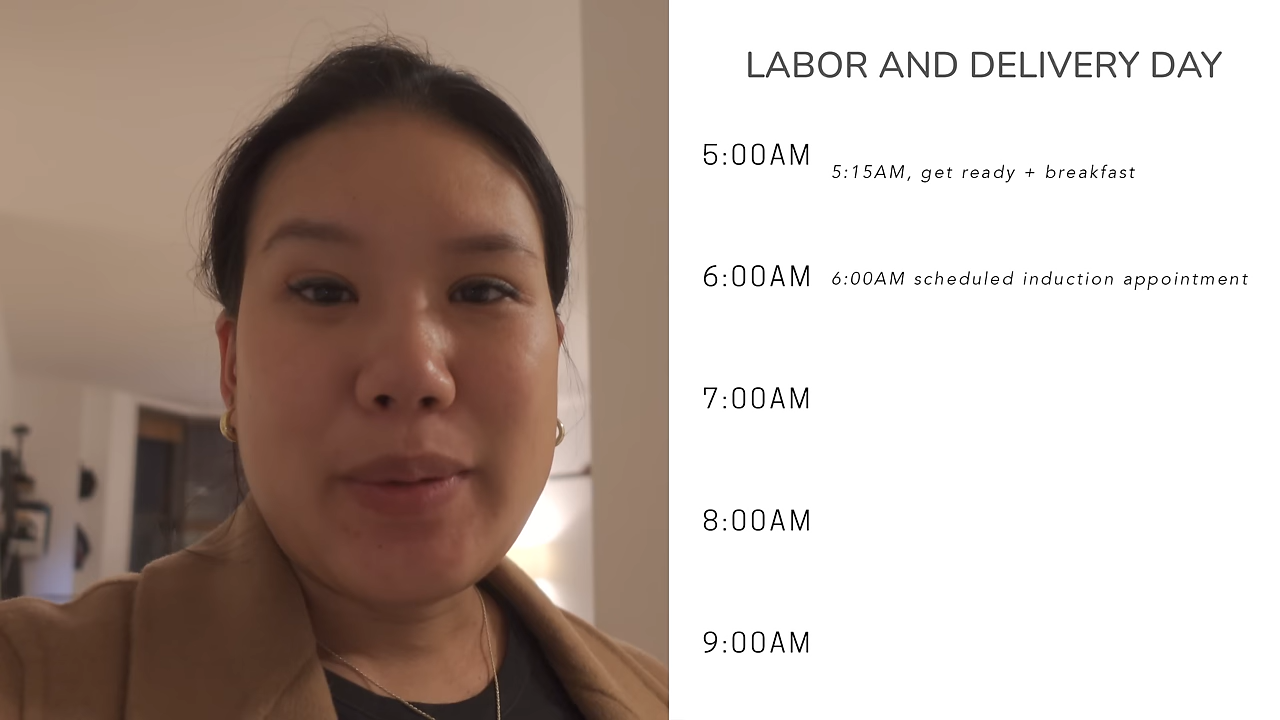 LABOR AND DELIVERY DAY
5:00AM
5:15AM, get ready + breakfast
6:00AM 6:00AM scheduled induction appointment
7:00AM
8:00AM
9:00AM